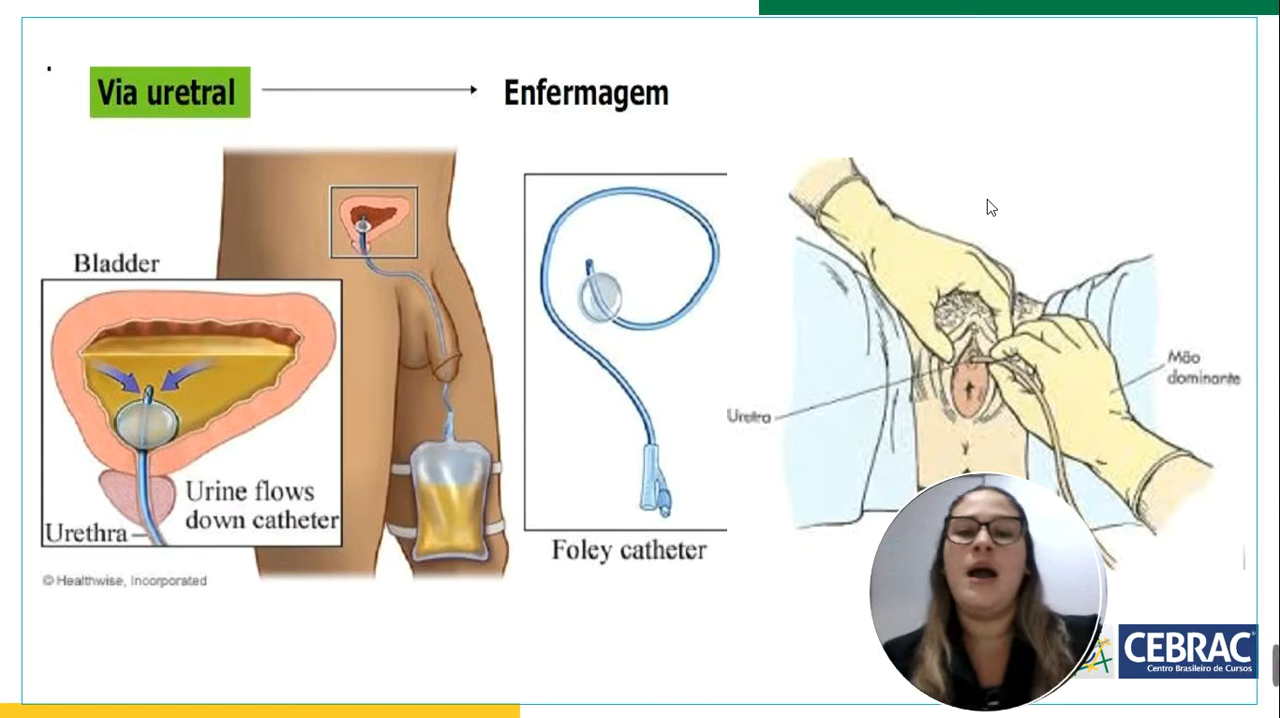 Via uretral
Enfermagem
Bladder
Urine flows
down catheter
Urethra
© Healthwise, Incorporated
Foley catheter
Uretra
Mão
dominante
CEBRAC
Centro Brasileiro de Cursos